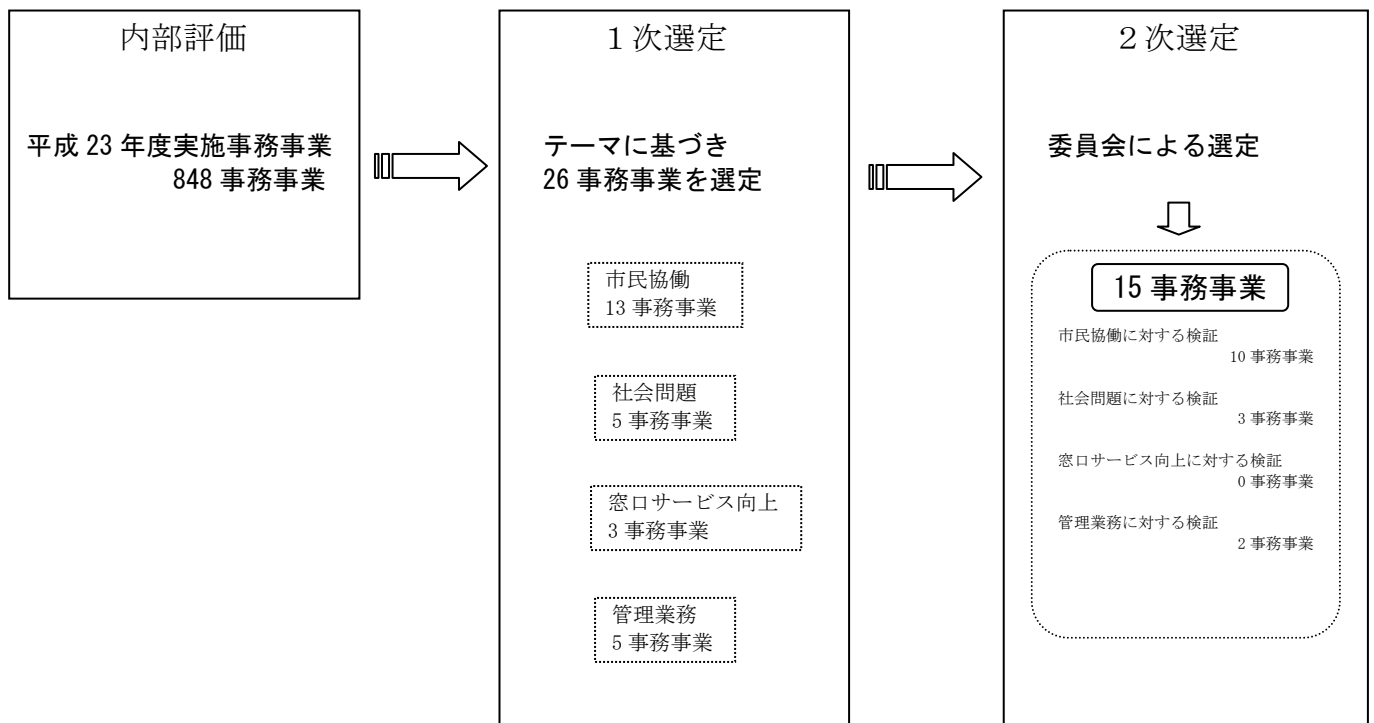 内部評価
平成 23 年度実施事務事業
848 事務事業
1次選定
テーマに基づき
26 事務事業を選定
市民協働
13 事務事業
社会問題
5 事務事業
窓口サービス向上
3 事務事業
管理業務
5 事務事業
2次選定
委員会による選定
15 事務事業
市民協働に対する検証
10 事務事業
社会問題に対する検証
3 事務事業
窓口サービス向上に対する検証
0 事務事業
管理業務に対する検証
2 事務事業